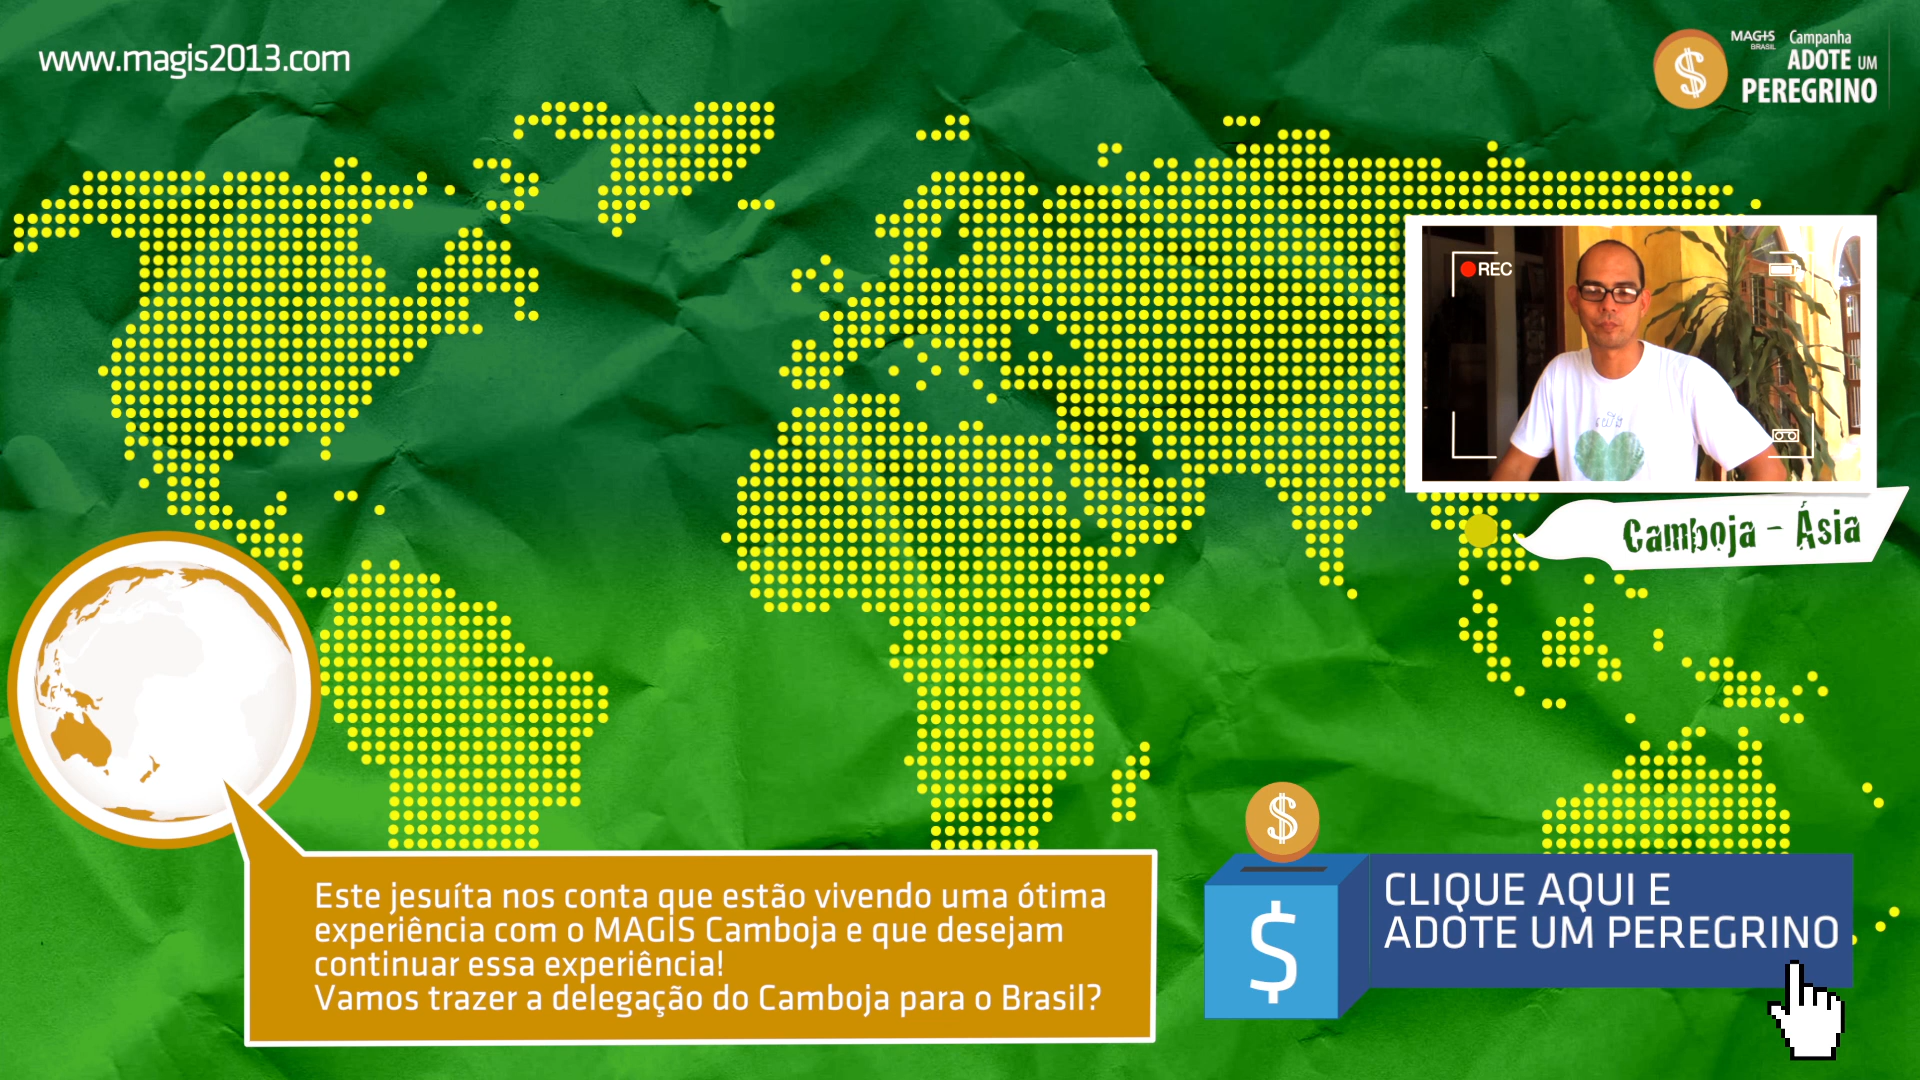 www.magis2013.com
MAGIS
BRASIL
Campanha
ADOTE UM
PEREGRINO
$
REC
Camboja - Ásia
Este jesuíta nos conta que estão vivendo uma ótima
experiência com o MAGIS Camboja e que desejam
continuar essa experiência!
Vamos trazer a delegação do Camboja para o Brasil?
$
$
CLIQUE AQUI E
ADOTE UM PEREGRINO